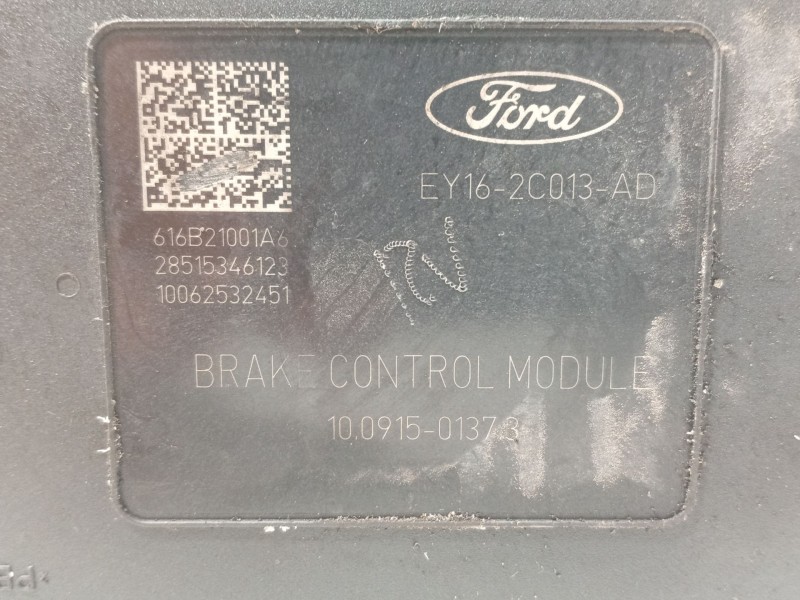 Ford
EY16-2C013-AD
616B21001A6
28515346123
10062532451
BRAKE CONTROL MODULE
10.0915-0137.3